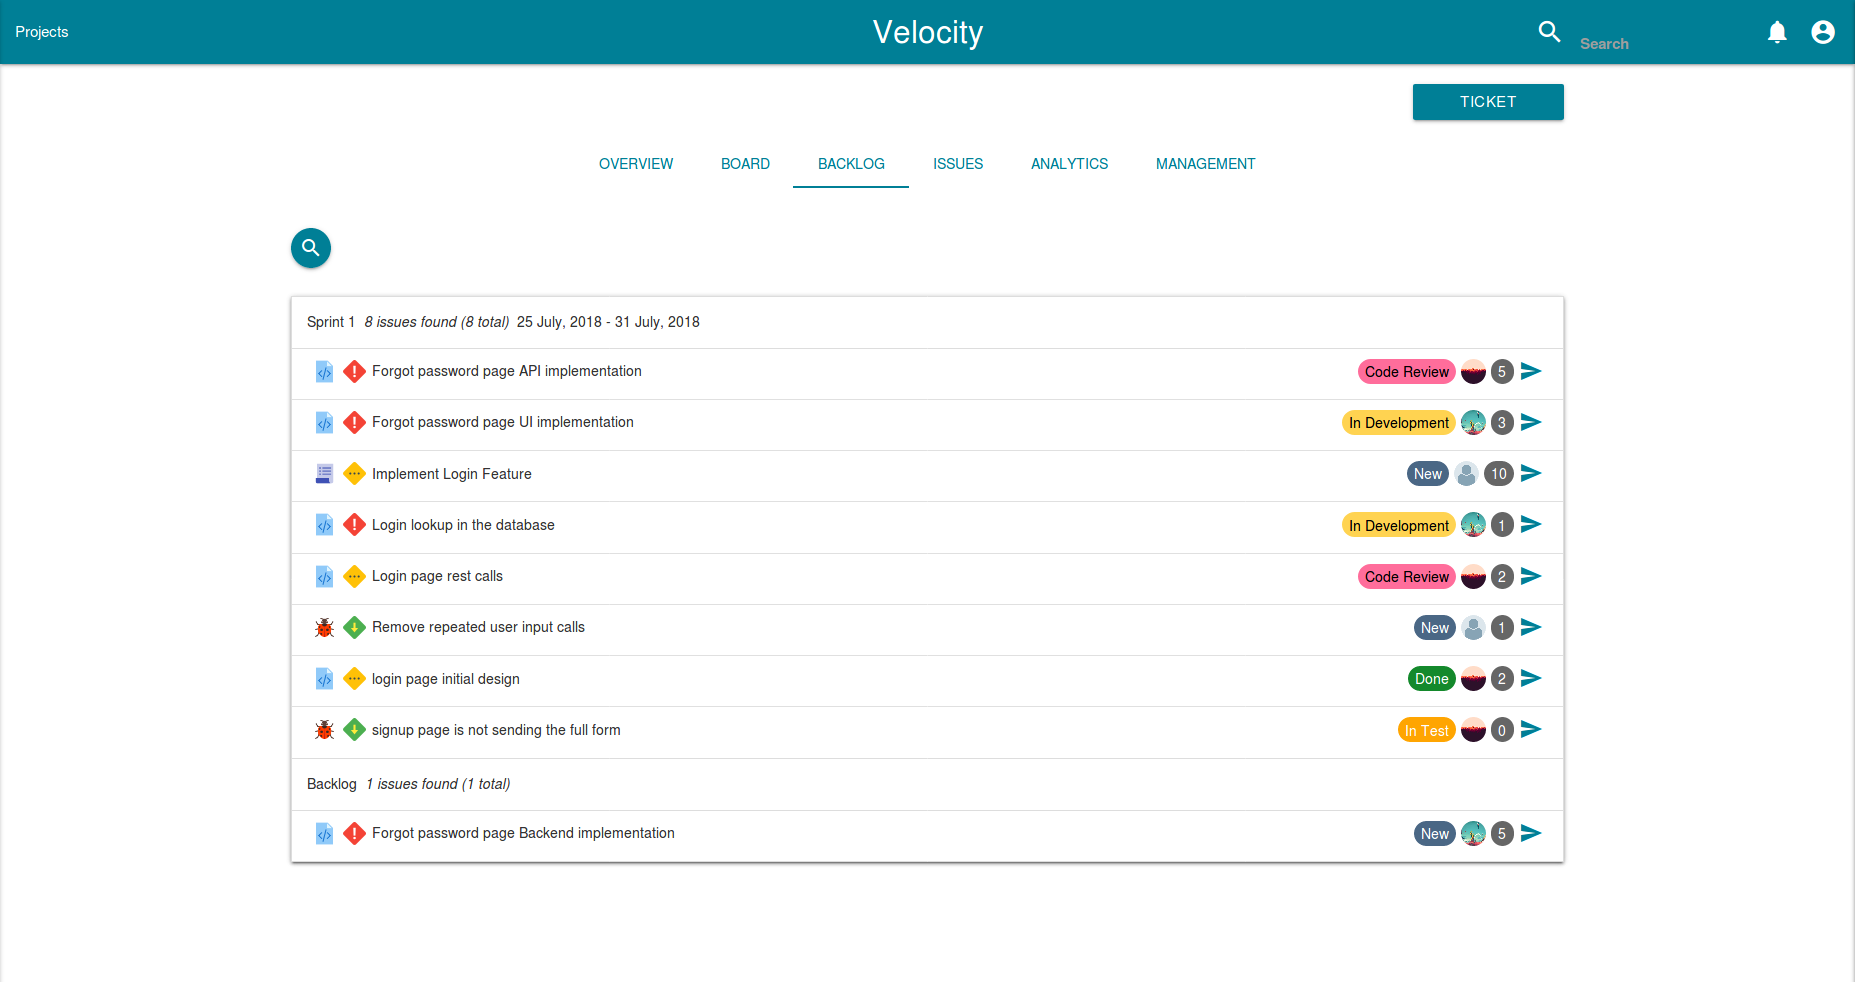 Projects Velocity Search
TICKET
OVERVIEW BOARD BACKLOG ISSUES ANALYTICS MANAGEMENT
Sprint 1 8 issues found (8 total) 25 July, 2018 - 31 July, 2018
Forgot password page API implementation Code Review 5
Forgot password page UI implementation In Development 3
Implement Login Feature New 10
Login lookup in the database In Development 1
Login page rest calls Code Review 2
Remove repeated user input calls New 1
login page initial design Done 2
signup page is not sending the full form In Test 0
Backlog 1 issues found (1 total)
Forgot password page Backend implementation New 5